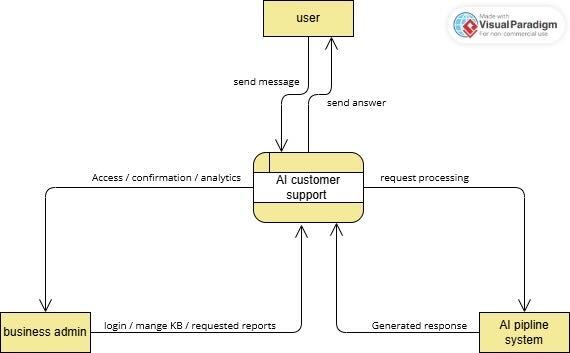 user
Made with
Visual Paradigm
For non-commercial use
send message
send answer
Access / confirmation / analytics
AI customer
support
request processing
business admin
login / mange KB / requested reports
Generated response
AI pipline
system